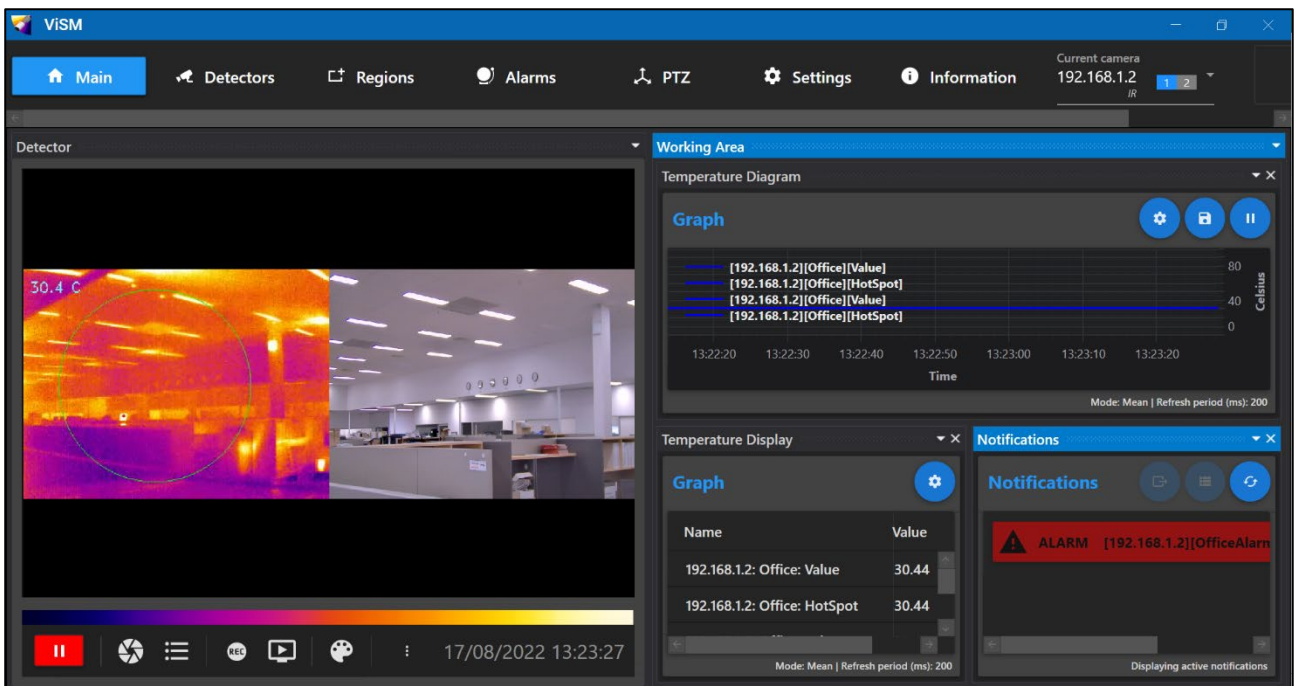 ViSM
Main
Detectors
Regions
Alarms
PTZ
Settings
Information
Current camera
192.168.1.2
1 2
IR
Detector
30.4 C
REC
17/08/2022 13:23:27
Working Area
Temperature Diagram
Graph
[192.168.1.2][Office][Value]
[192.168.1.2][Office][HotSpot]
[192.168.1.2][Office][Value]
[192.168.1.2][Office][HotSpot]
80
40
0
Celsius
13:22:20 13:22:30 13:22:40 13:22:50 13:23:00 13:23:10 13:23:20
Time
Mode: Mean | Refresh period (ms): 200
Temperature Display
Graph
Name Value
192.168.1.2: Office: Value 30.44
192.168.1.2: Office: HotSpot 30.44
Mode: Mean | Refresh period (ms): 200
Notifications
Notifications
ALARM [192.168.1.2][OfficeAlarm
Displaying active notifications